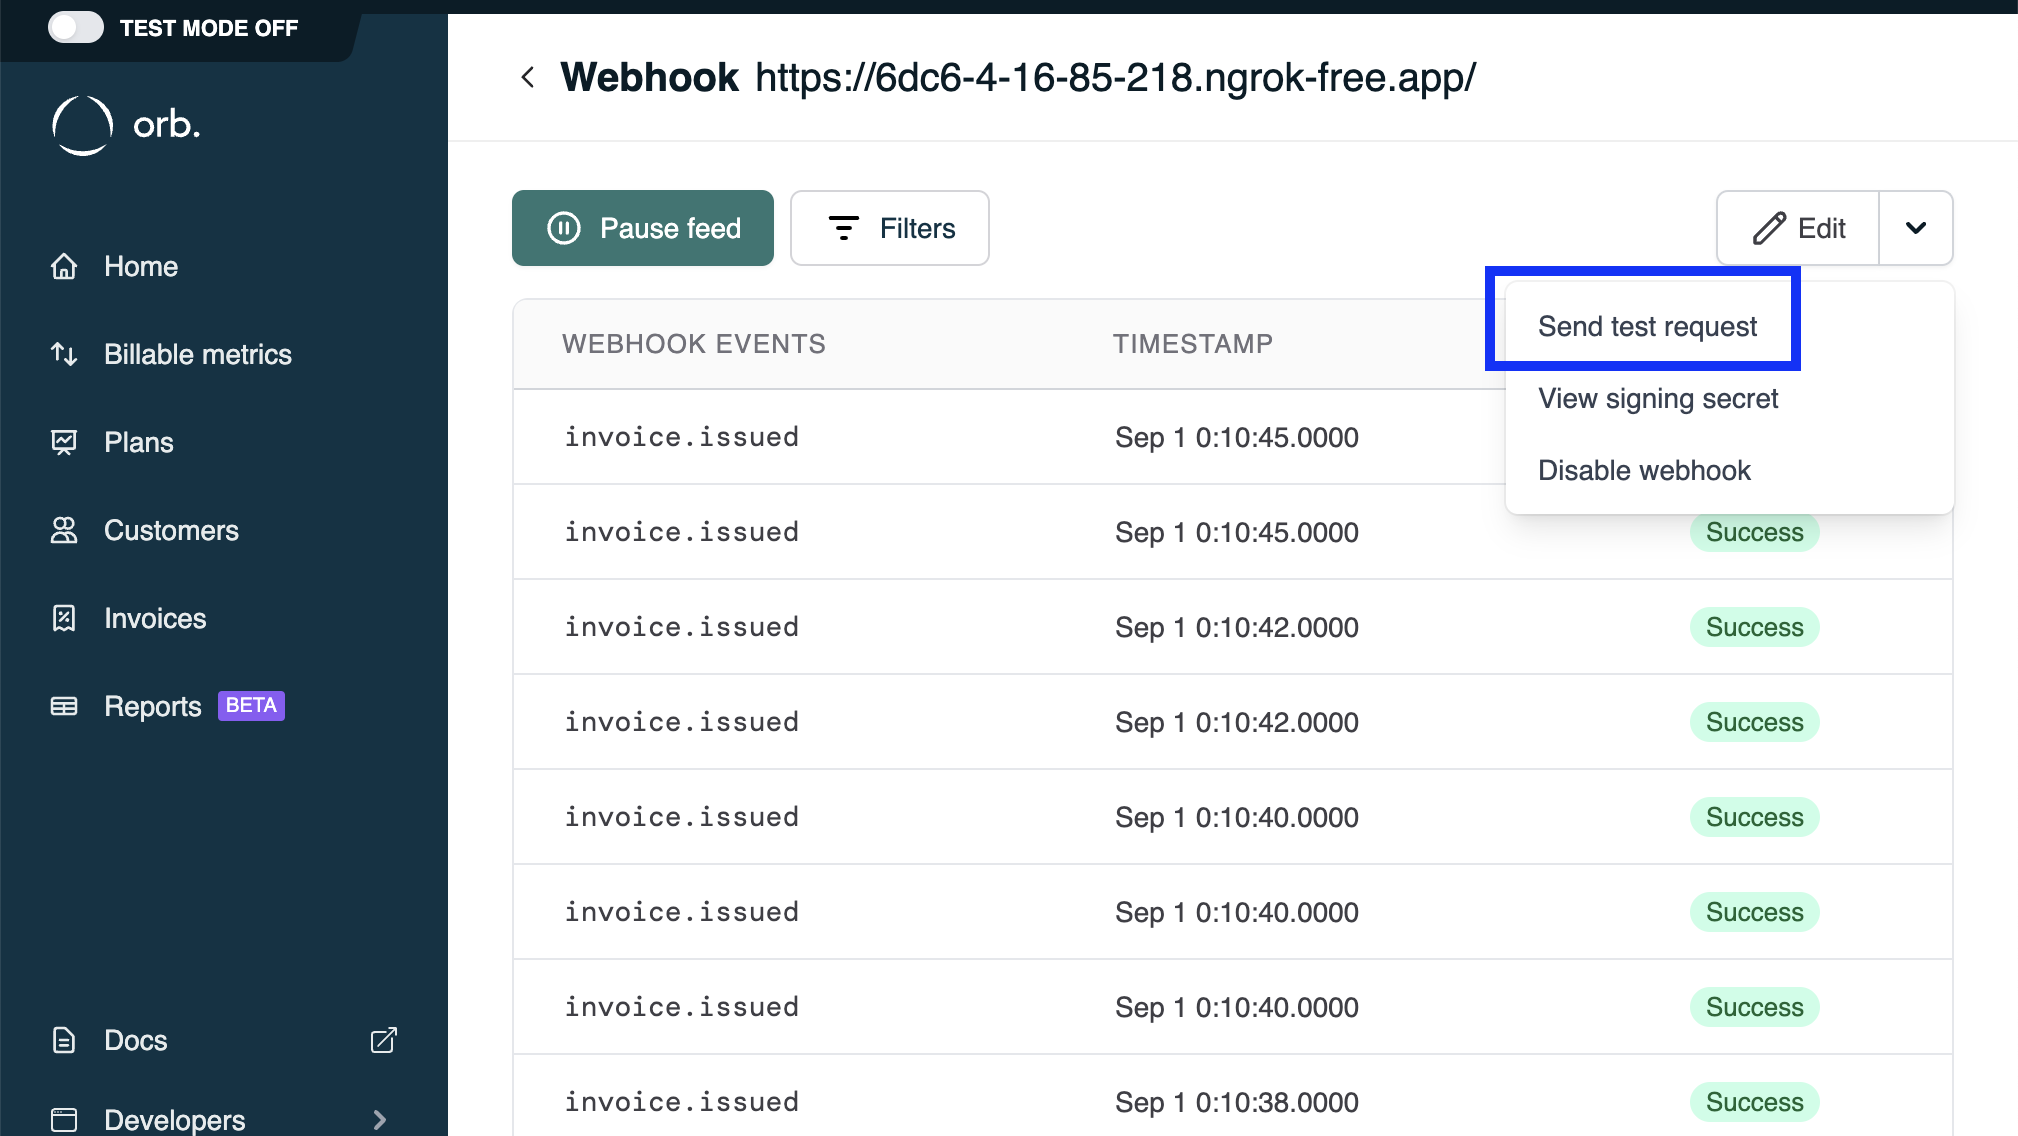 TEST MODE OFF
orb.
Home
Billable metrics
Plans
Customers
Invoices
Reports BETA
Docs
Developers
Webhook https://6dc6-4-16-85-218.ngrok-free.app/
Pause feed
Filters
Edit
Send test request
View signing secret
Disable webhook
WEBHOOK EVENTS TIMESTAMP
invoice.issued Sep 1 0:10:45.0000
invoice.issued Sep 1 0:10:45.0000 Success
invoice.issued Sep 1 0:10:42.0000 Success
invoice.issued Sep 1 0:10:42.0000 Success
invoice.issued Sep 1 0:10:40.0000 Success
invoice.issued Sep 1 0:10:40.0000 Success
invoice.issued Sep 1 0:10:40.0000 Success
invoice.issued Sep 1 0:10:38.0000 Success